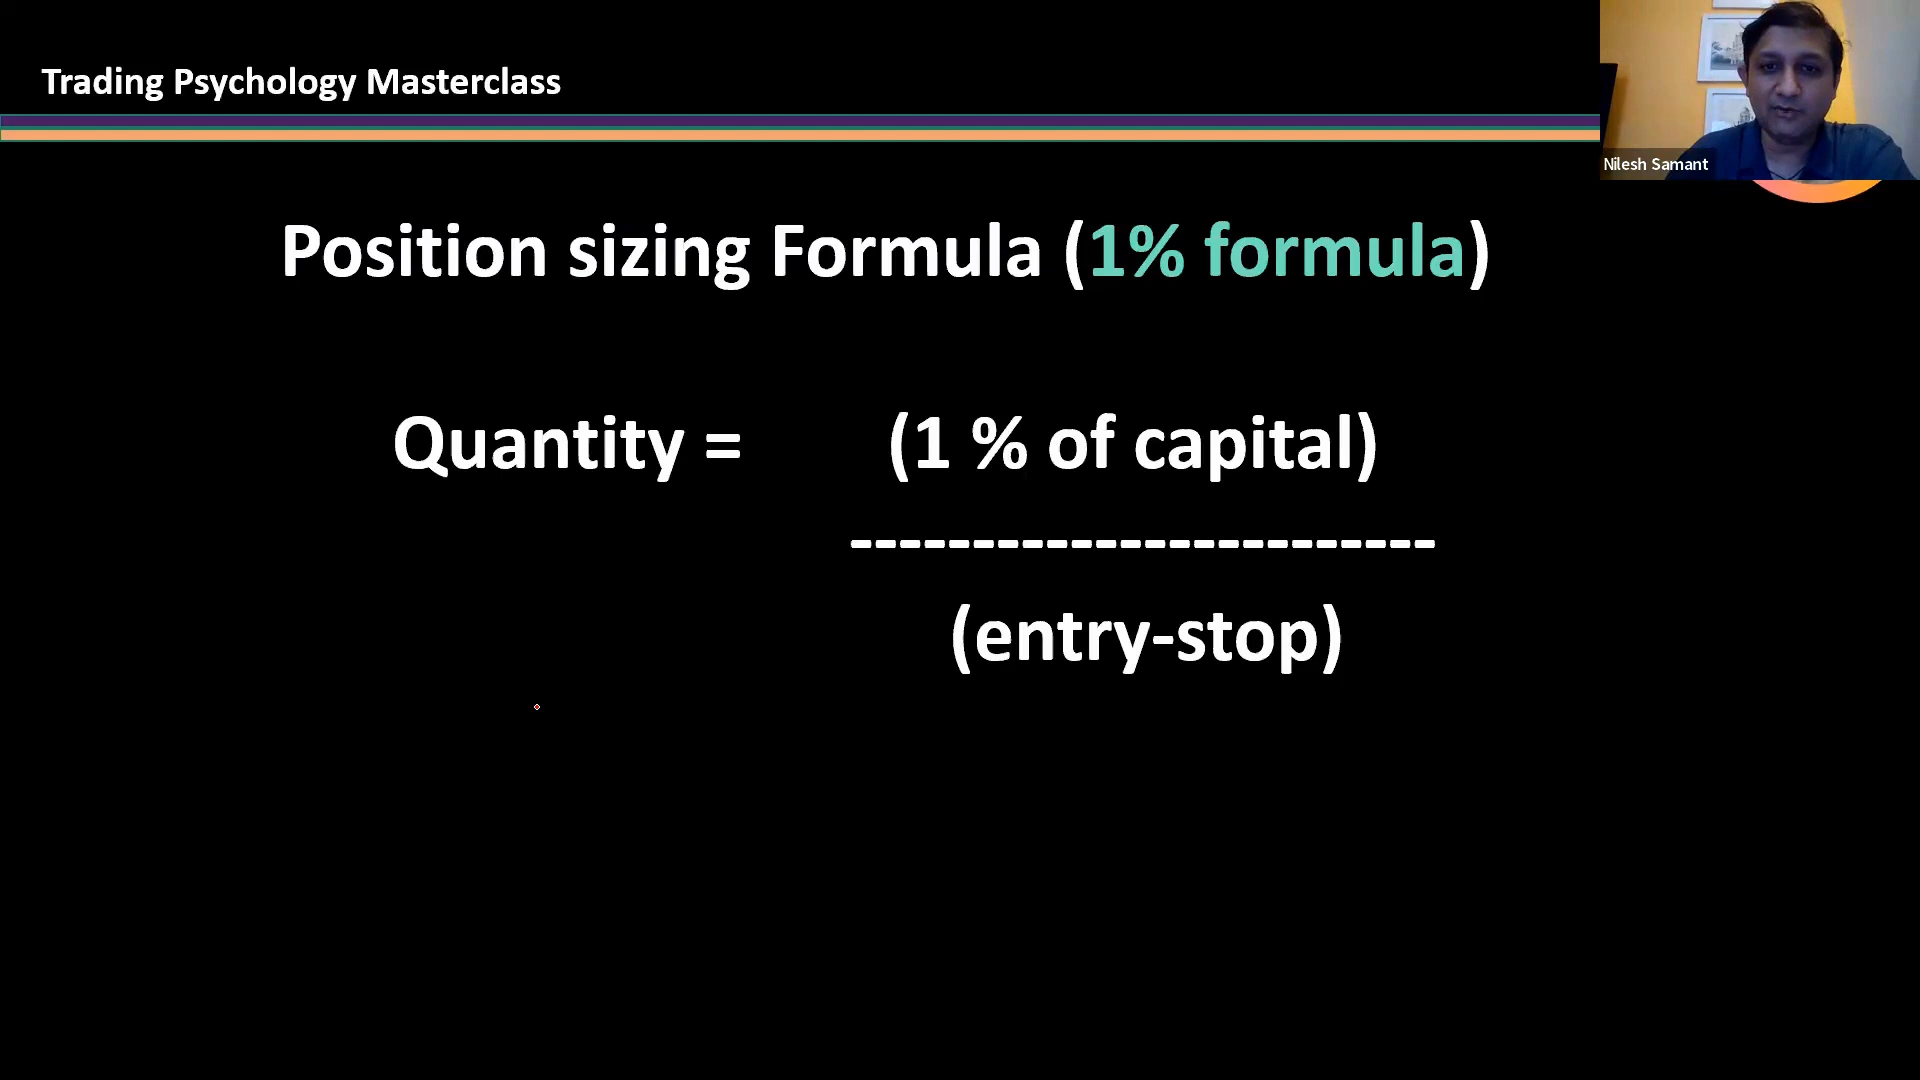 Trading Psychology Masterclass
Nilesh Samant
Position sizing Formula (1% formula)
Quantity = (1 % of capital)
------------------------
(entry-stop)